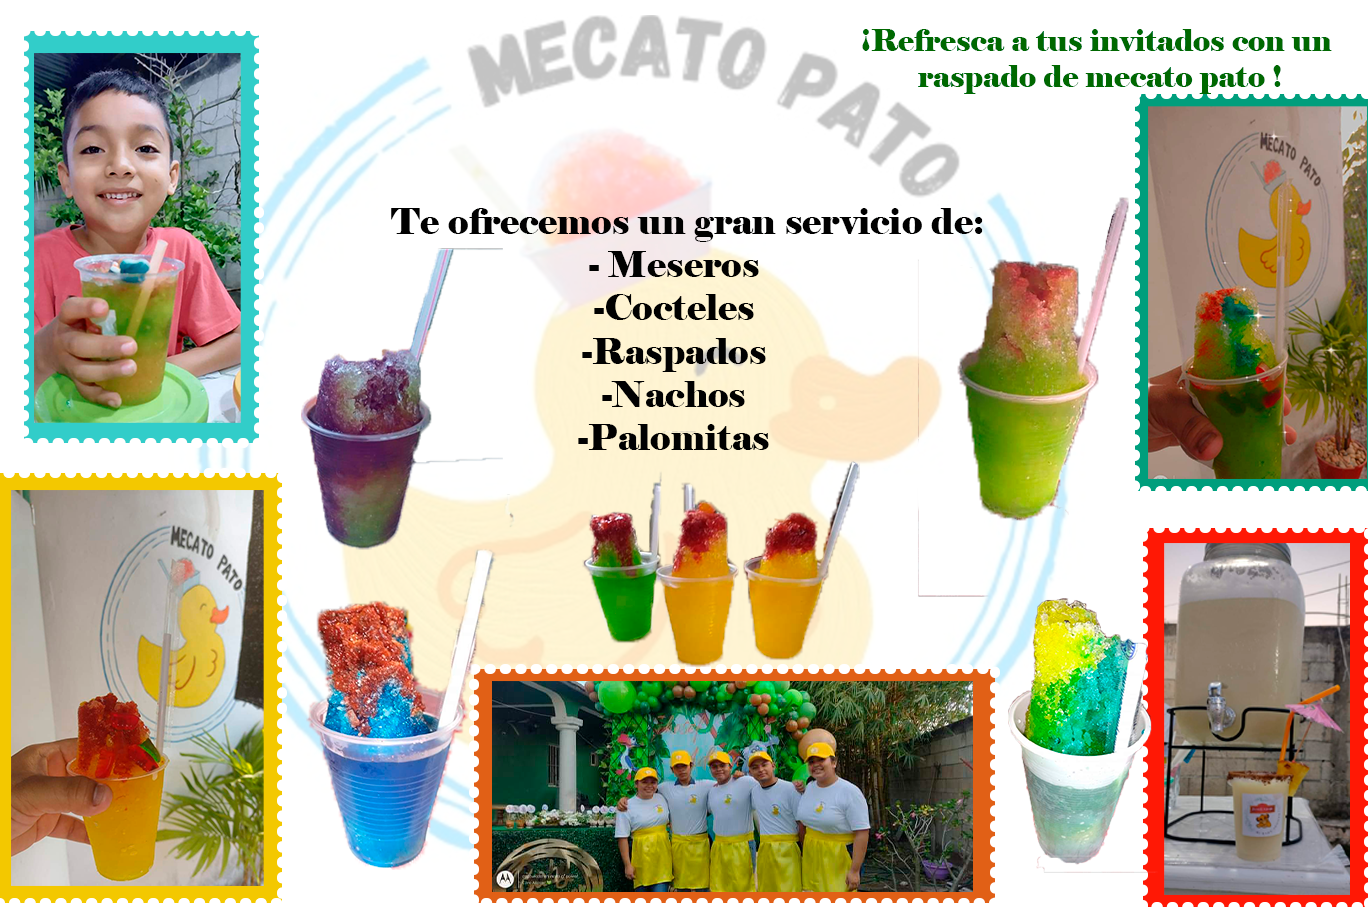 MECATO PATO
¡Refresca a tus invitados con un
raspado de mecato pato !
MECATO PATO
Te ofrecemos un gran servicio de:
- Meseros
-Cocteles
-Raspados
-Nachos
-Palomitas
MECATO PATO